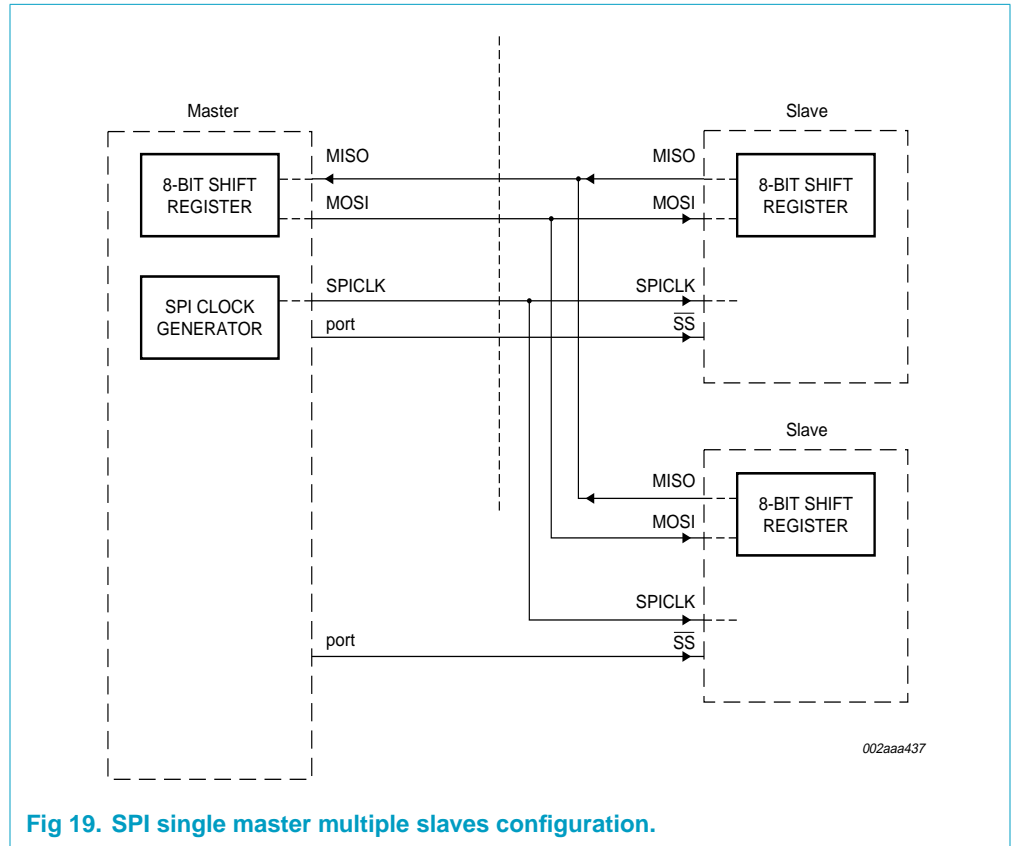 Master
Slave
MISO
MISO
8-BIT SHIFT
REGISTER
8-BIT SHIFT
REGISTER
MOSI
MOSI
SPICLK
SPICLK
SPI CLOCK
GENERATOR
port
SS
Slave
MISO
8-BIT SHIFT
REGISTER
MOSI
SPICLK
port
SS
002aaa437
Fig 19. SPI single master multiple slaves configuration.